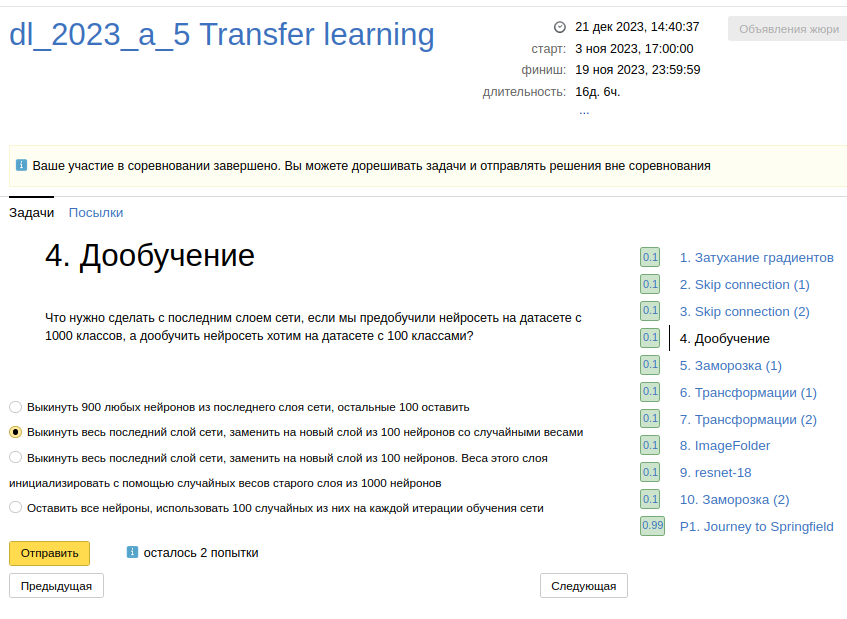 dl_2023_a_5 Transfer learning
21 дек 2023, 14:40:37
Объявления жюри
старт: 3 ноя 2023, 17:00:00
финиш: 19 ноя 2023, 23:59:59
длительность: 16д. 6ч.
...
Ваше участие в соревновании завершено. Вы можете дорешивать задачи и отправлять решения вне соревнования
Задачи Посылки
4. Дообучение
Что нужно сделать с последним слоем сети, если мы предобучили нейросеть на датасете с
1000 классов, а дообучить нейросеть хотим на датасете с 100 классами?
Выкинуть 900 любых нейронов из последнего слоя сети, остальные 100 оставить
Выкинуть весь последний слой сети, заменить на новый слой из 100 нейронов со случайными весами
Выкинуть весь последний слой сети, заменить на новый слой из 100 нейронов. Веса этого слоя
инициализировать с помощью случайных весов старого слоя из 1000 нейронов
Оставить все нейроны, использовать 100 случайных из них на каждой итерации обучения сети
Отправить
осталось 2 попытки
Предыдущая
Следующая
0.1 1. Затухание градиентов
0.1 2. Skip connection (1)
0.1 3. Skip connection (2)
0.1 4. Дообучение
0.1 5. Заморозка (1)
0.1 6. Трансформации (1)
0.1 7. Трансформации (2)
0.1 8. ImageFolder
0.1 9. resnet-18
0.1 10. Заморозка (2)
0.99 P1. Journey to Springfield